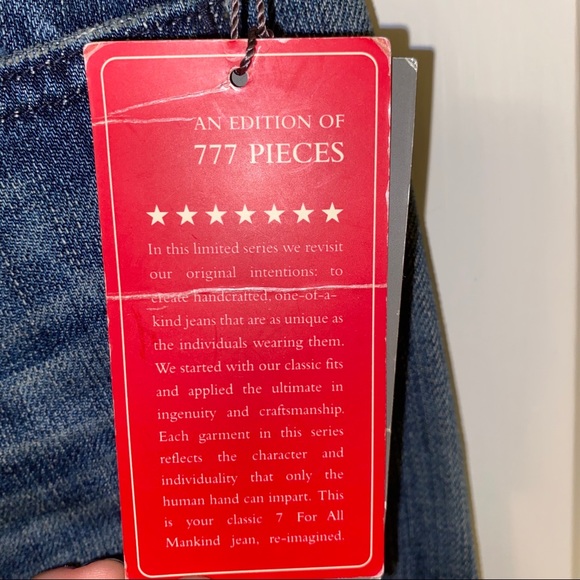 AN EDITION OF
777 PIECES
In this limited series we revisit
our original intentions: to
create handcrafted, one-of-a-
kind jeans that are as unique as
the individuals wearing them.
We started with our classic fits
and applied the ultimate in
ingenuity and craftsmanship.
Each garment in this series
reflects the character and
individuality that only the
human hand can impart. This
is your classic 7 For All
Mankind jean, re-imagined.